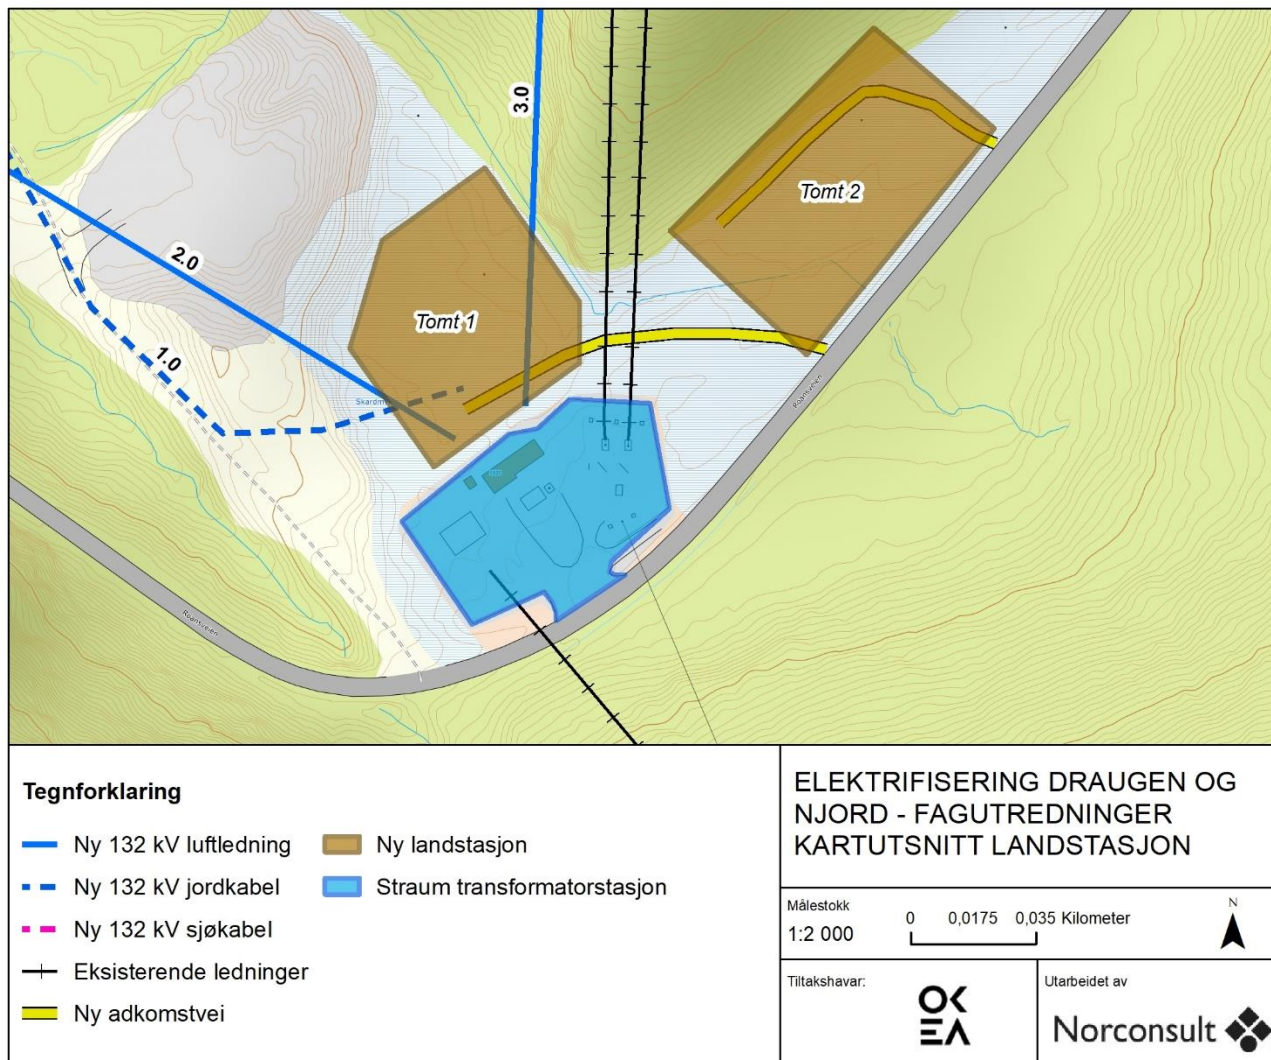 3.0
Tomt 2
2.0
Tomt 1
1.0
Roansveien
Roansveien
Tegnforklaring
Ny 132 kV luftledning
Ny landstasjon
Ny 132 kV jordkabel
Straum transformatorstasjon
Ny 132 kV sjøkabel
Eksisterende ledninger
Ny adkomstvei
ELEKTRIFISERING DRAUGEN OG
NJORD - FAGUTREDNINGER
KARTUTSNITT LANDSTASJON
Målestokk
1:2 000
0 0,0175 0,035 Kilometer
N
Tiltakshavar:
OKEA
Utarbeidet av
Norconsult